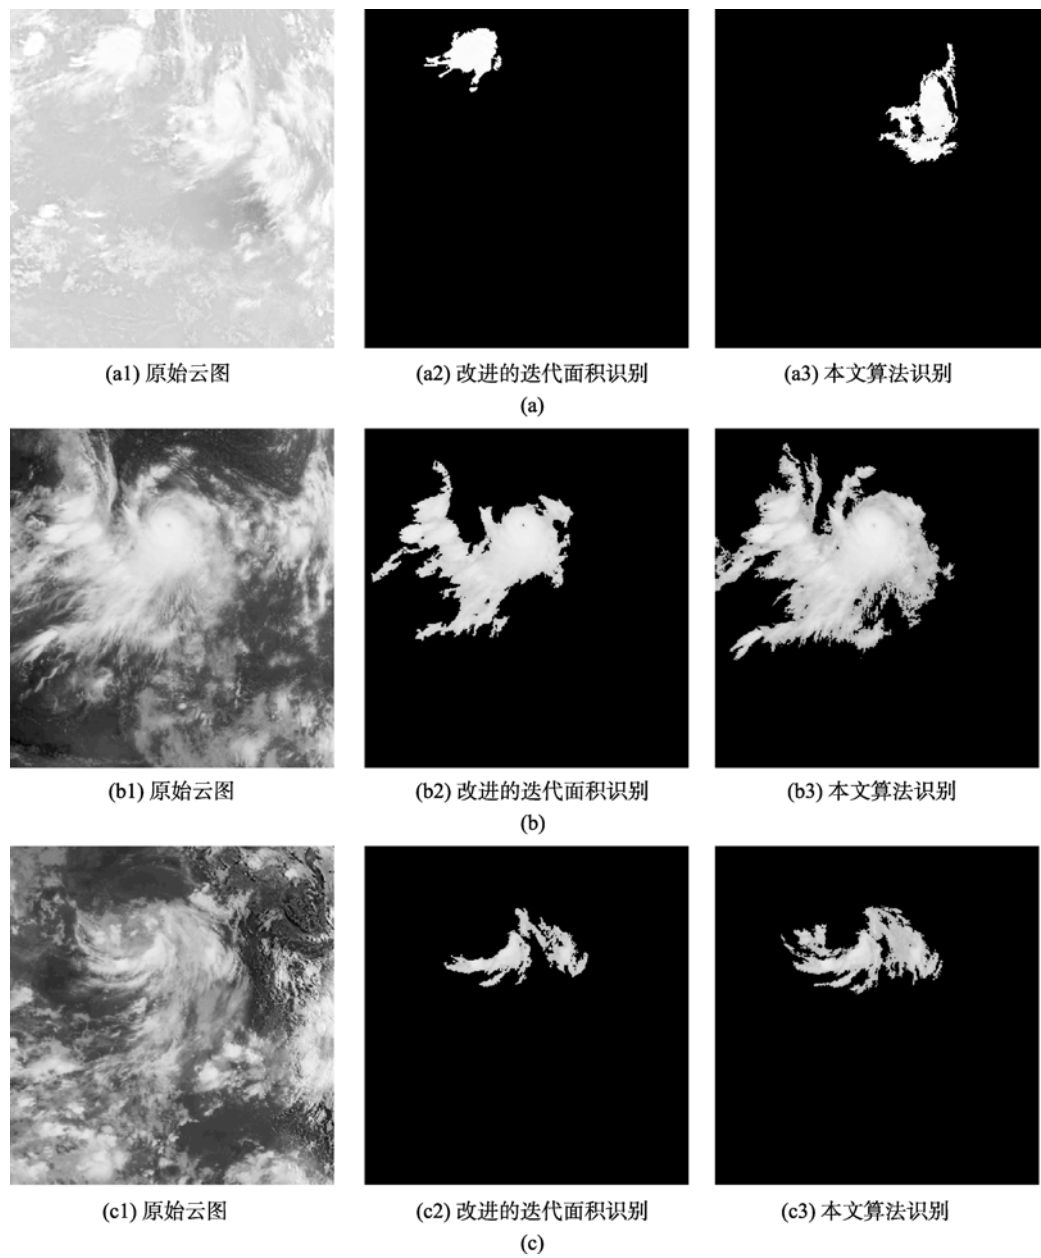 (a1) 原始云图
(a2) 改进的迭代面积识别
(a3) 本文算法识别
(a)
(b1) 原始云图
(b2) 改进的迭代面积识别
(b3) 本文算法识别
(b)
(c1) 原始云图
(c2) 改进的迭代面积识别
(c3) 本文算法识别
(c)